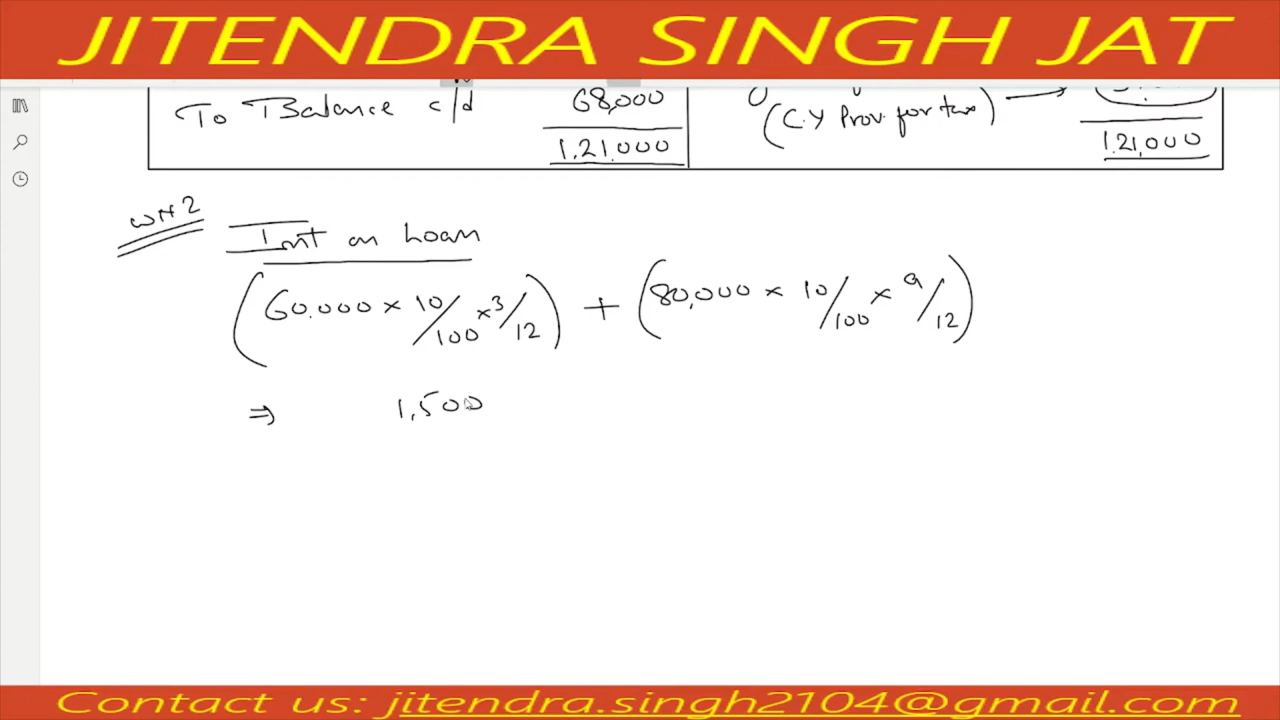 JITENDRA SINGH JAT
To Balance c/d 68,000
(C.Y Prov. for tax)
1,21,000 1,21,000
WN 2
Int on Loan
(60,000 × 10/100 × 3/12) + (80,000 × 10/100 × 9/12)
⇒ 1,500
Contact us: jitendra.singh2104@gmail.com